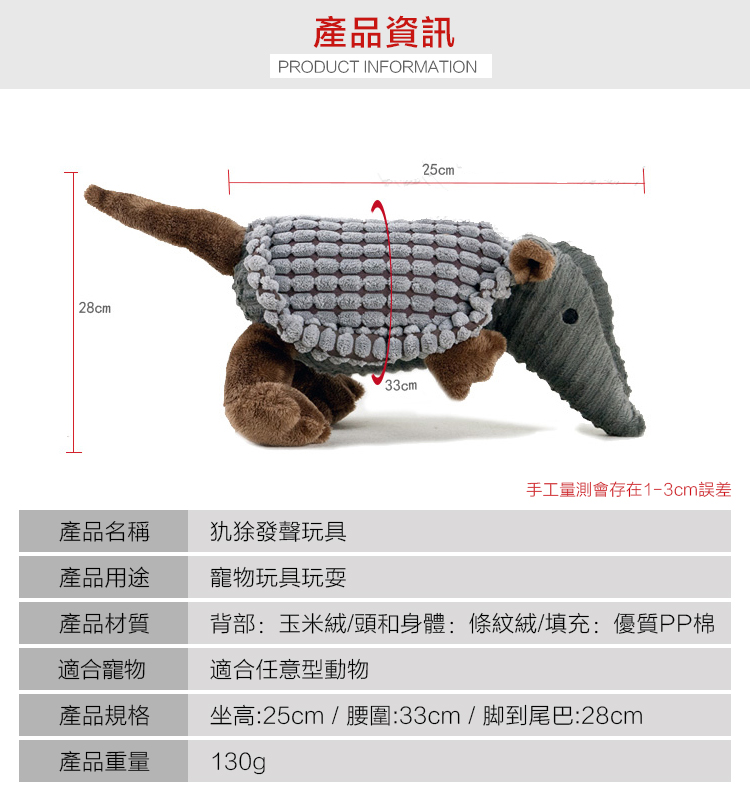 產品資訊
PRODUCT INFORMATION
25cm
28cm
33cm
手工量測會存在1-3cm誤差
產品名稱 犰狳發聲玩具
產品用途 寵物玩具玩耍
產品材質 背部：玉米絨/頭和身體：條紋絨/填充：優質PP棉
適合寵物 適合任意型動物
產品規格 坐高:25cm / 腰圍:33cm / 脚到尾巴:28cm
產品重量 130g